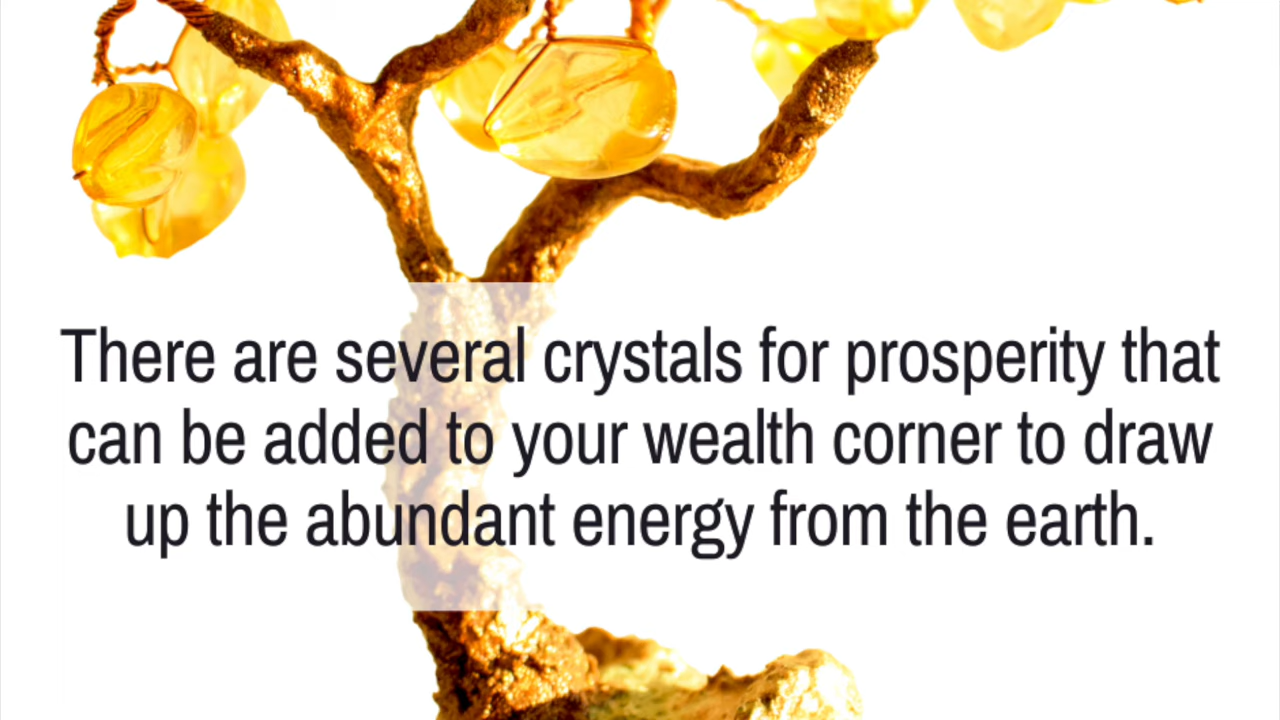 There are several crystals for prosperity that
can be added to your wealth corner to draw
up the abundant energy from the earth.